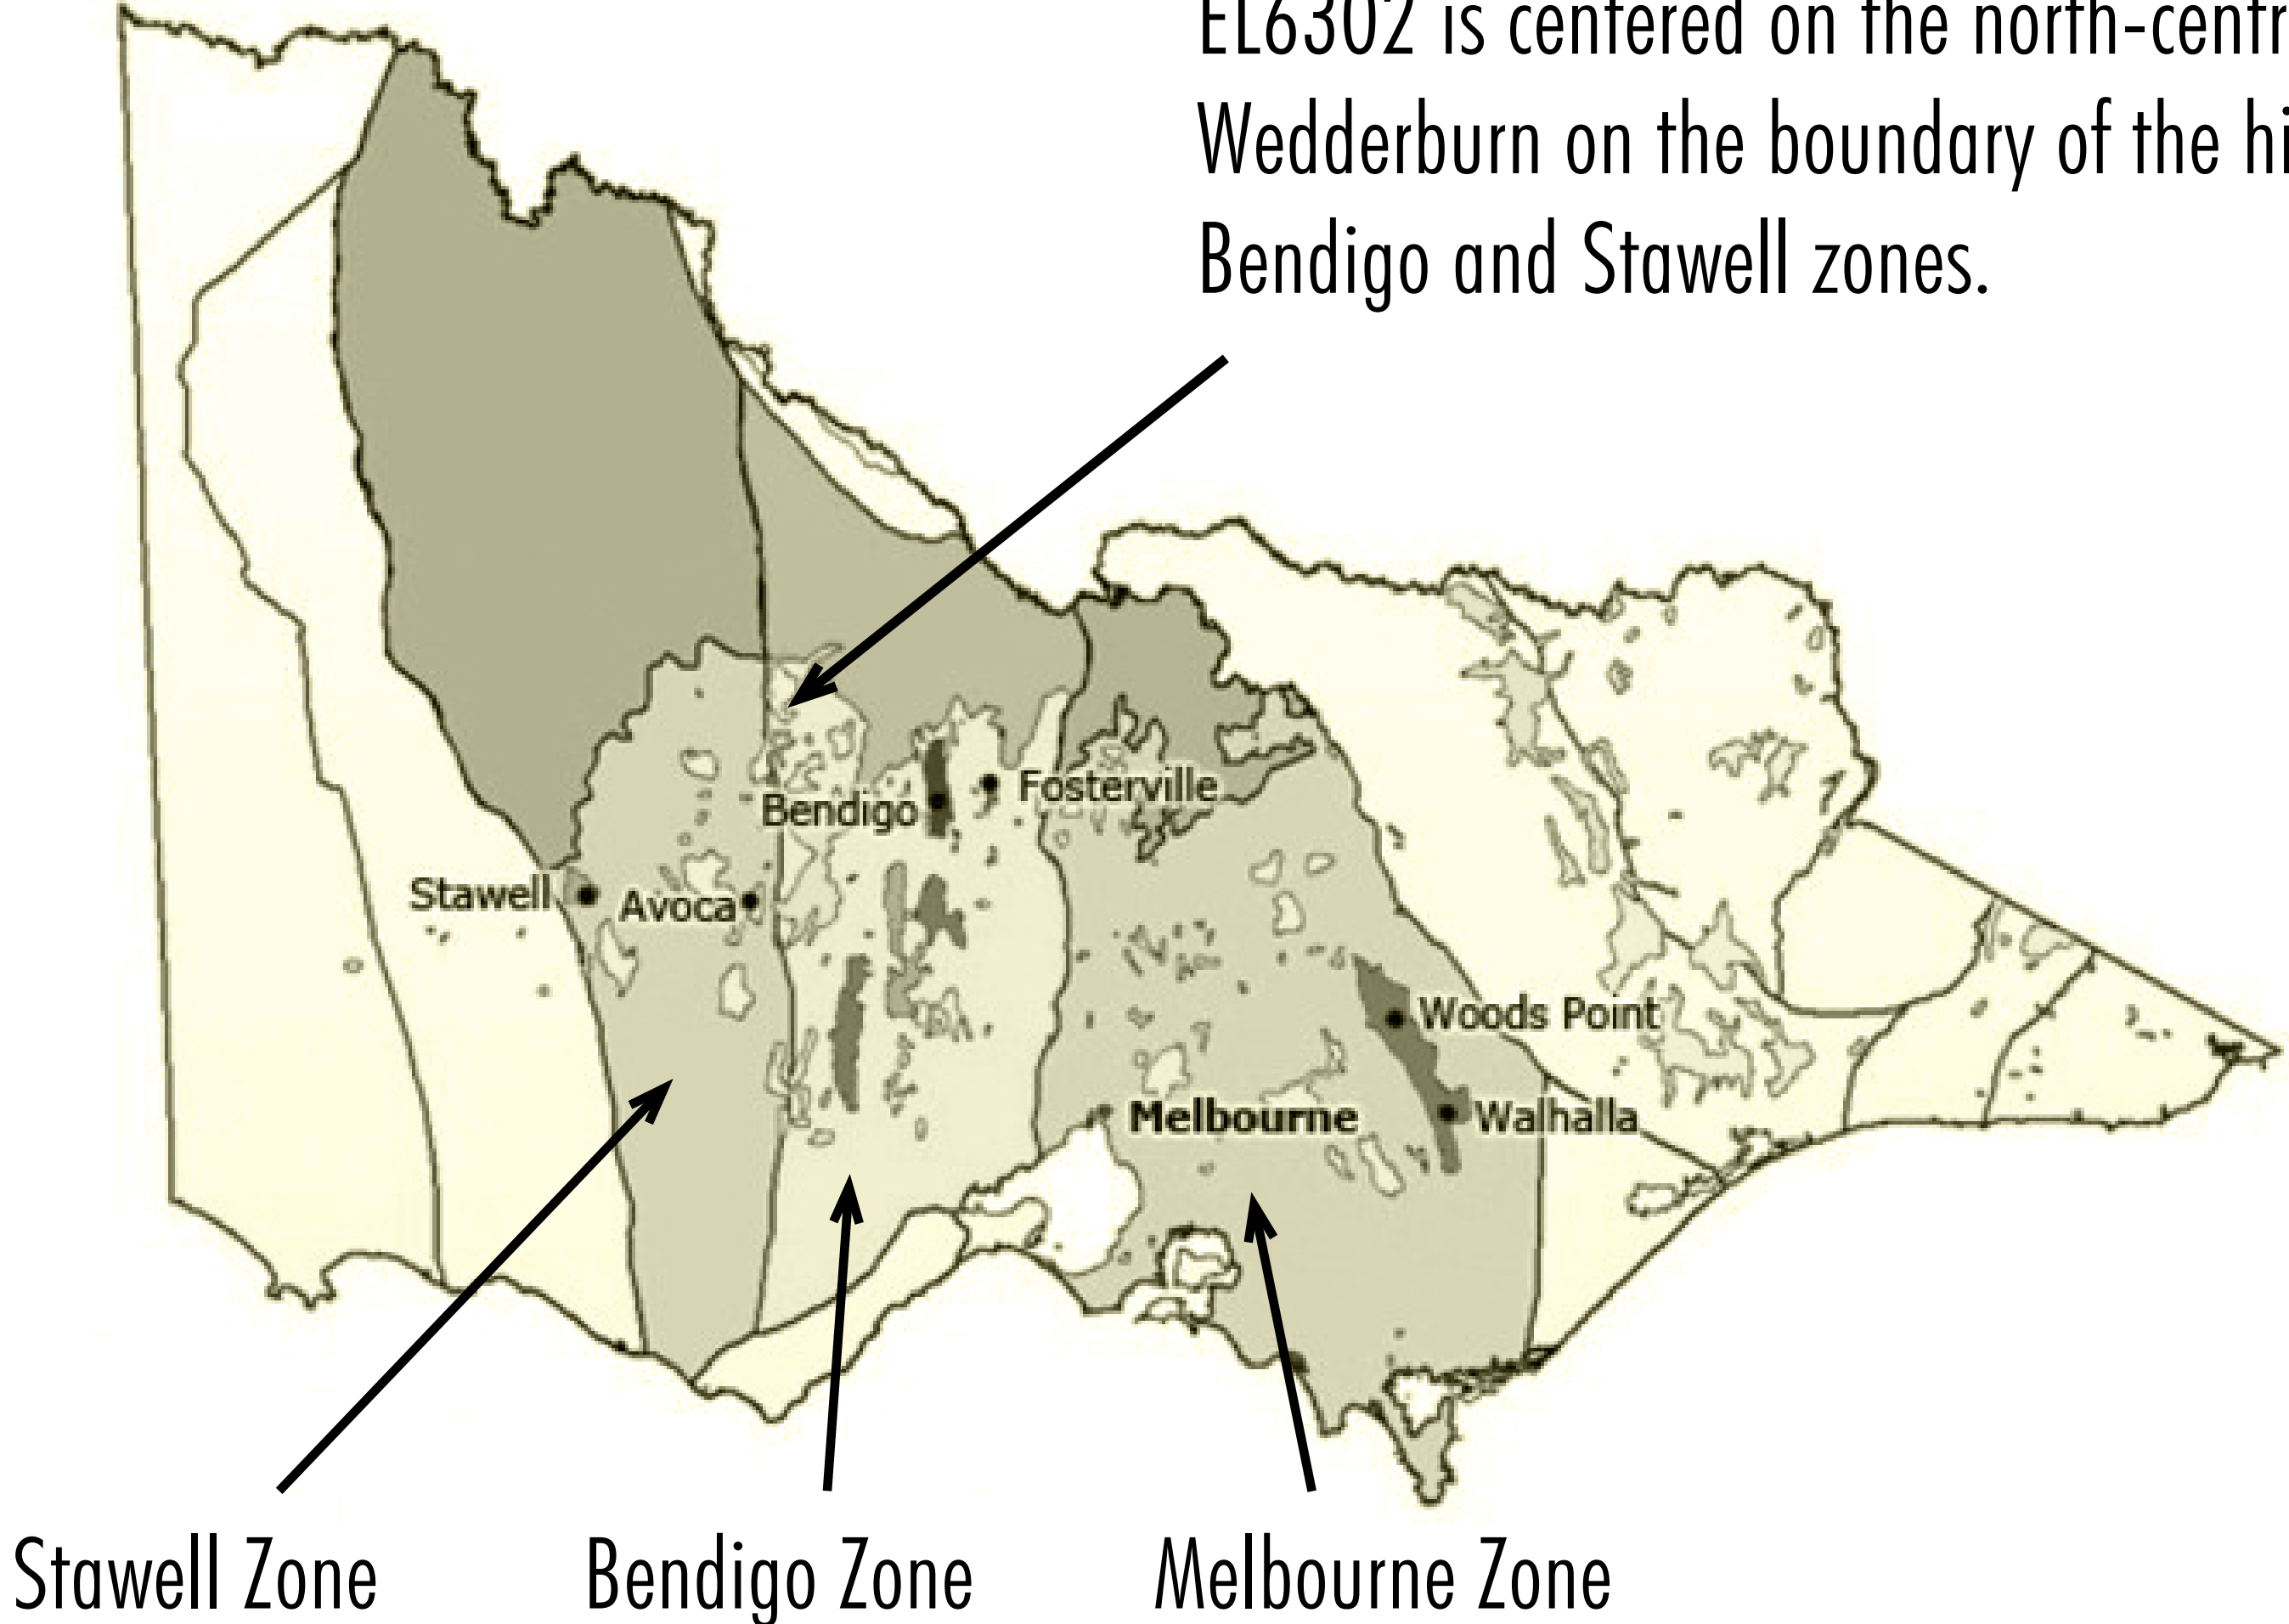 EL6302 is centered on the north-centr
Wedderburn on the boundary of the hi
Bendigo and Stawell zones.
Bendigo
Fosterville
Stawell
Avoca
Woods Point
Melbourne
Walhalla
Stawell Zone
Bendigo Zone
Melbourne Zone